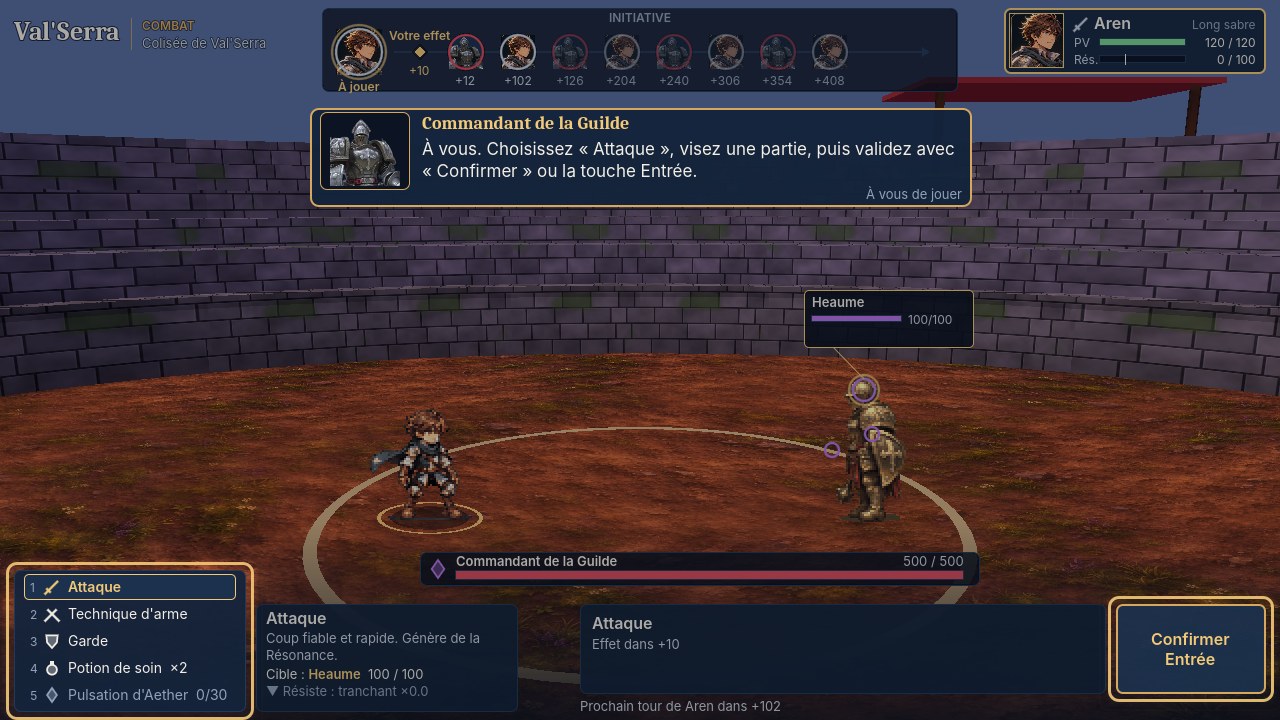 Val'Serra
COMBAT
Colisée de Val'Serra
INITIATIVE
Votre effet
+10
À jouer
+12
+102
+126
+204
+240
+306
+354
+408
Aren
Long sabre
PV
120 / 120
Rés.
0 / 100
Commandant de la Guilde
À vous. Choisissez « Attaque », visez une partie, puis validez avec
« Confirmer » ou la touche Entrée.
À vous de jouer
Heaume
100/100
Commandant de la Guilde
500 / 500
1 Attaque
2 Technique d'arme
3 Garde
4 Potion de soin ×2
5 Pulsation d'Aether 0/30
Attaque
Coup fiable et rapide. Génère de la
Résonance.
Cible : Heaume 100 / 100
▼ Résiste : tranchant ×0.0
Attaque
Effet dans +10
Prochain tour de Aren dans +102
Confirmer
Entrée